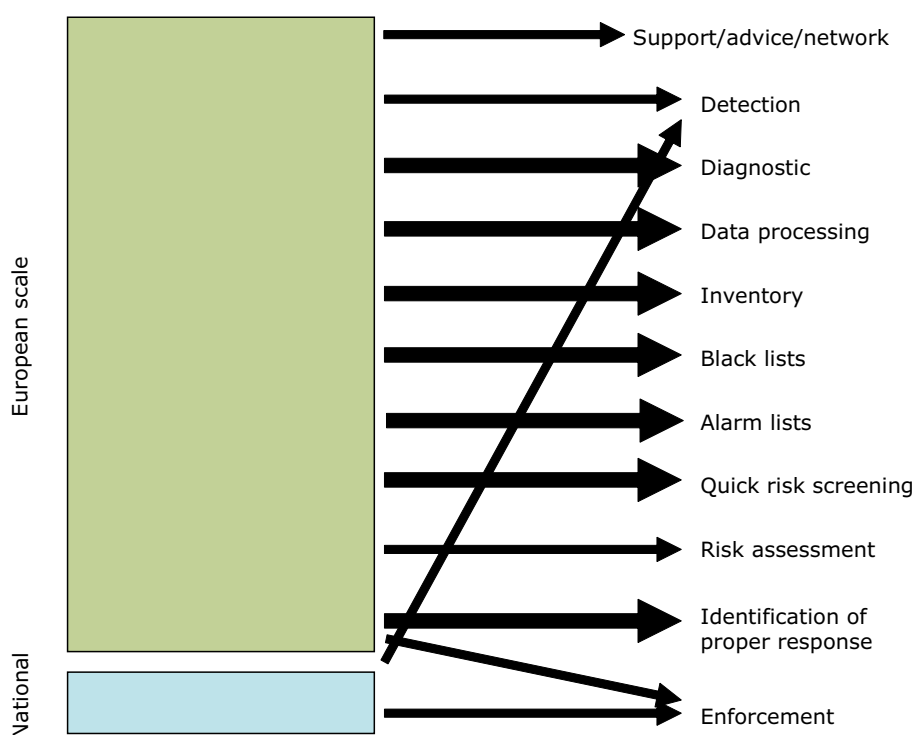 Support/advice/network
Detection
Diagnostic
Data processing
Inventory
Black lists
Alarm lists
Quick risk screening
Risk assessment
Identification of
proper response
Enforcement
European scale
National